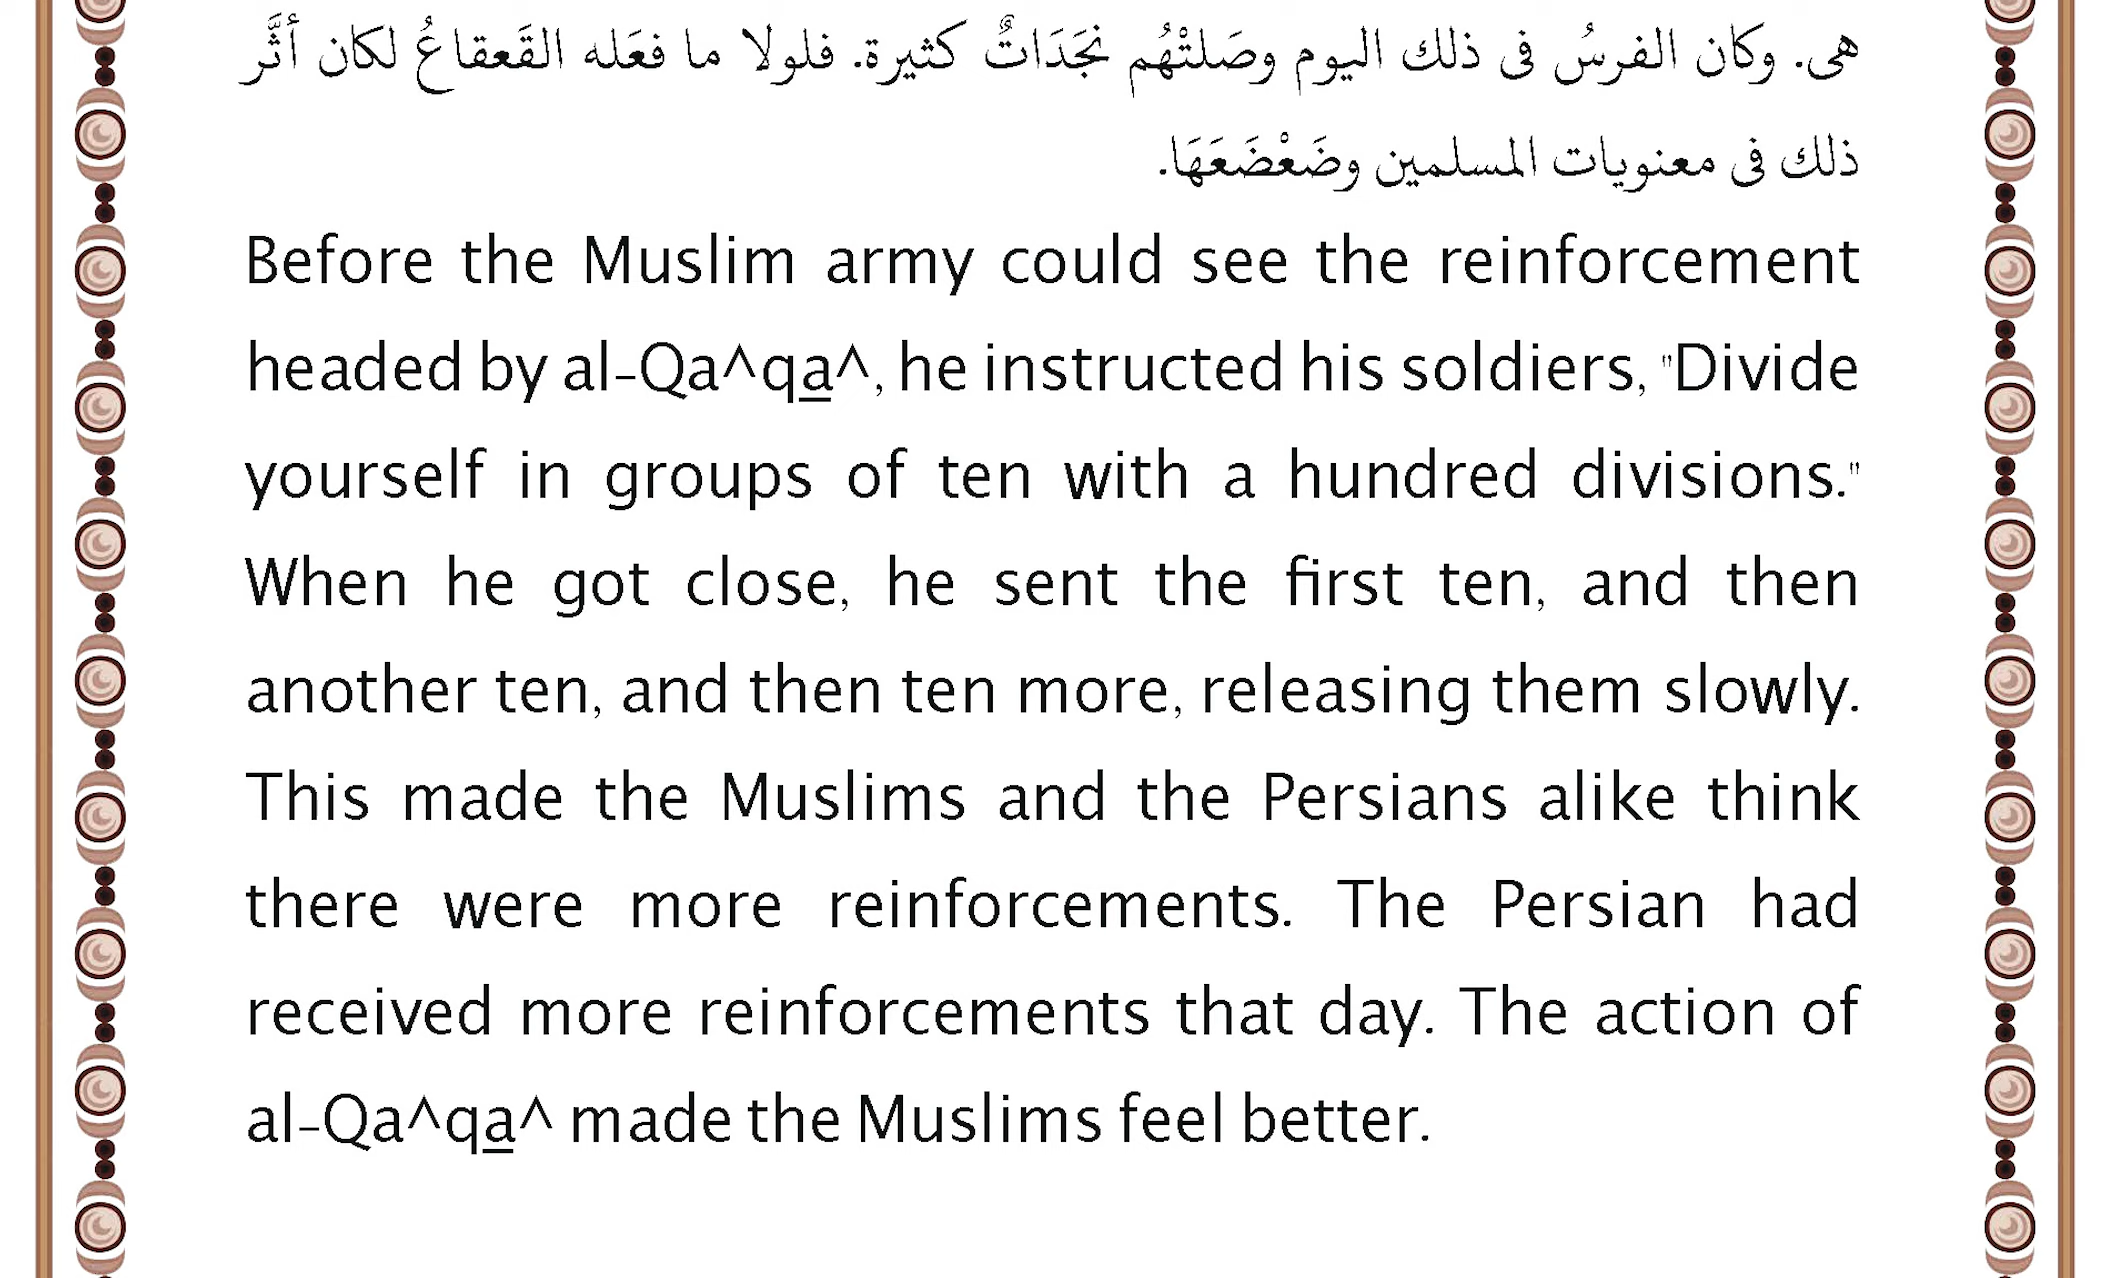 هى. وكان الفرسُ فى ذلك اليوم وصَلتْهُم نَجَدَاتٌ كثيرة. فلولا ما فعَله القَعقاعُ لكان أثَّر
ذلك فى معنويات المسلمين وضَعْضَعَهَا.
Before the Muslim army could see the reinforcement
headed by al-Qa^qa^, he instructed his soldiers, "Divide
yourself in groups of ten with a hundred divisions."
When he got close, he sent the first ten, and then
another ten, and then ten more, releasing them slowly.
This made the Muslims and the Persians alike think
there were more reinforcements. The Persian had
received more reinforcements that day. The action of
al-Qa^qa^ made the Muslims feel better.